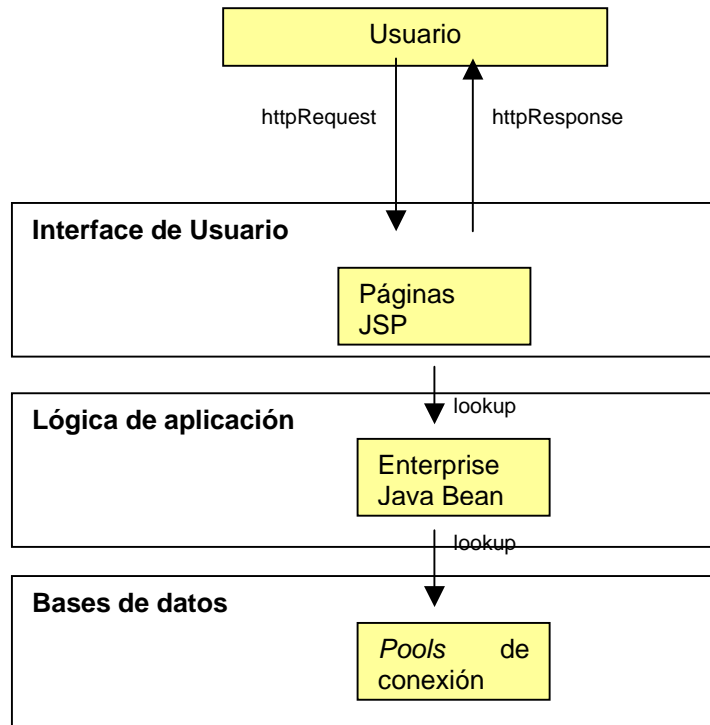 Usuario
httpRequest
httpResponse
Interface de Usuario
Páginas
JSP
lookup
Lógica de aplicación
Enterprise
Java Bean
lookup
Bases de datos
Pools de
conexión